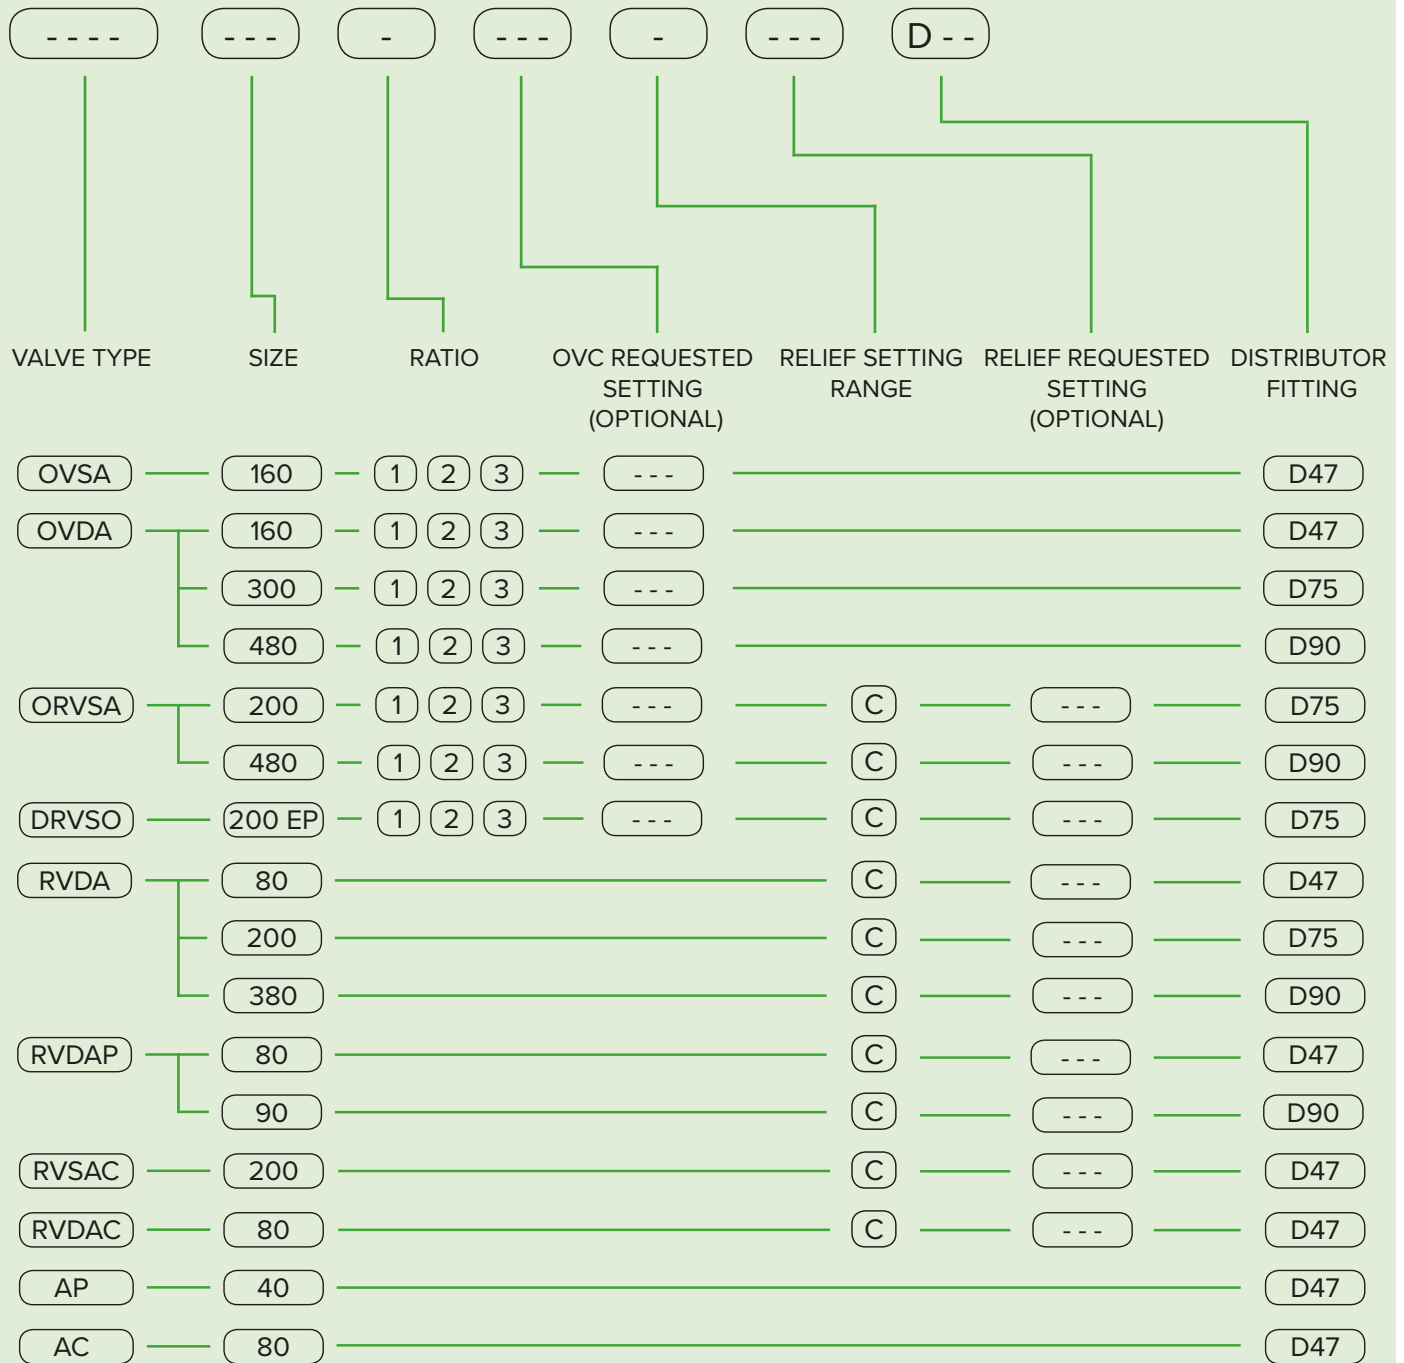 - - - - - - - - - - - - - - - D - -
VALVE TYPE SIZE RATIO OVC REQUESTED RELIEF SETTING RELIEF REQUESTED DISTRIBUTOR
SETTING RANGE SETTING FITTING
(OPTIONAL) (OPTIONAL)
OVSA 160 1 2 3 - - - D47
OVDA 160 1 2 3 - - - D47
300 1 2 3 - - - D75
480 1 2 3 - - - D90
ORVSA 200 1 2 3 - - - C - - - D75
480 1 2 3 - - - C - - - D90
DRVSO 200 EP 1 2 3 - - - C - - - D75
RVDA 80 C - - - D47
200 C - - - D75
380 C - - - D90
RVDAP 80 C - - - D47
90 C - - - D90
RVSAC 200 C - - - D47
RVDAC 80 C - - - D47
AP 40 D47
AC 80 D47